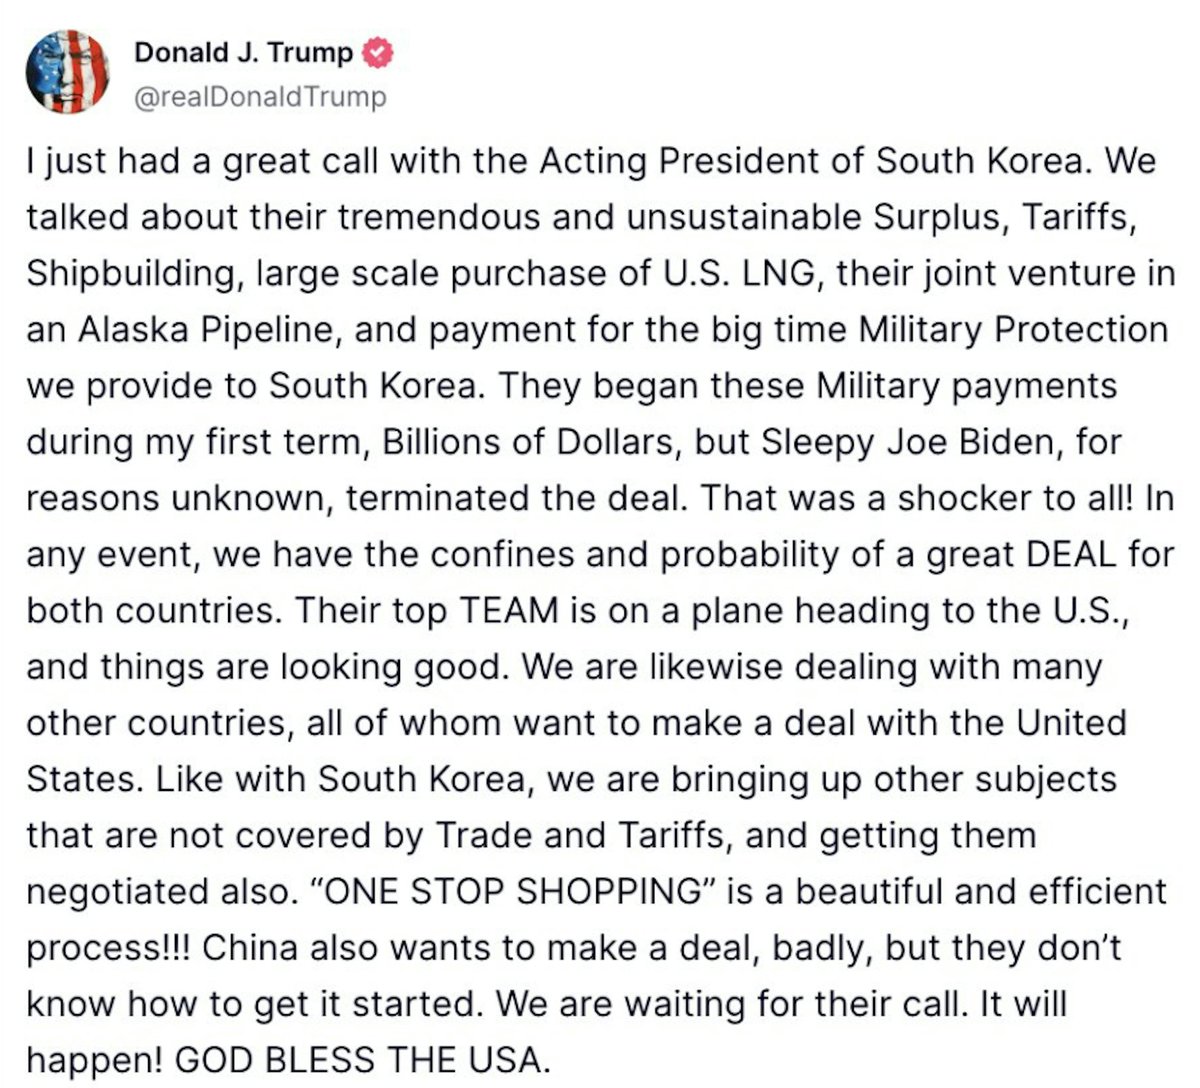 Donald J. Trump
@realDonaldTrump
I just had a great call with the Acting President of South Korea. We
talked about their tremendous and unsustainable Surplus, Tariffs,
Shipbuilding, large scale purchase of U.S. LNG, their joint venture in
an Alaska Pipeline, and payment for the big time Military Protection
we provide to South Korea. They began these Military payments
during my first term, Billions of Dollars, but Sleepy Joe Biden, for
reasons unknown, terminated the deal. That was a shocker to all! In
any event, we have the confines and probability of a great DEAL for
both countries. Their top TEAM is on a plane heading to the U.S.,
and things are looking good. We are likewise dealing with many
other countries, all of whom want to make a deal with the United
States. Like with South Korea, we are bringing up other subjects
that are not covered by Trade and Tariffs, and getting them
negotiated also. “ONE STOP SHOPPING” is a beautiful and efficient
process!!! China also wants to make a deal, badly, but they don’t
know how to get it started. We are waiting for their call. It will
happen! GOD BLESS THE USA.